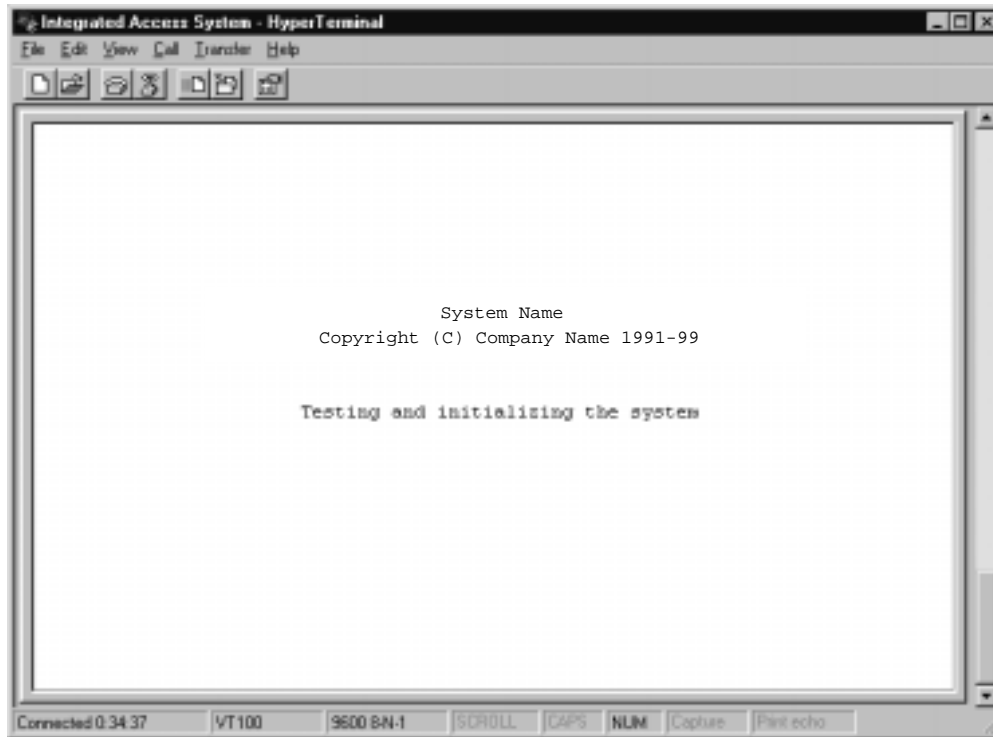 Integrated Access System - HyperTerminal
File Edit View Call Transfer Help
System Name
Copyright (C) Company Name 1991-99
Testing and initializing the system
Connected 0:34:37 VT100 9600 8-N-1 SCROLL CAPS NUM Capture Print echo